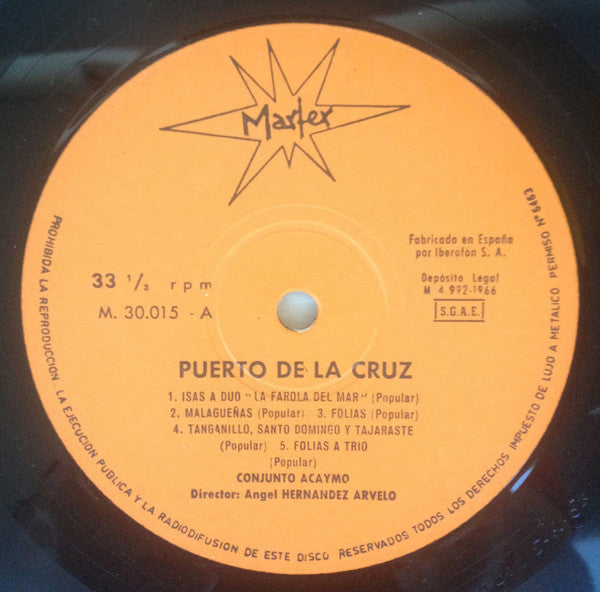 Marfer
33 1/3 rpm
M. 30.015 - A
Fabricado en España
por Iberofón S. A.
Depósito Legal
M 4 992-1966
S.G.A.E.
PUERTO DE LA CRUZ
1. ISAS A DUO "LA FAROLA DEL MAR" (Popular)
2. MALAGUEÑAS (Popular) 3. FOLIAS (Popular)
4. TANGANILLO, SANTO DOMINGO Y TAJARASTE
(Popular) 5. FOLIAS A TRIO
(Popular)
CONJUNTO ACAYMO
Director: Angel HERNANDEZ ARVELO
PROHIBIDA LA REPRODUCCION. LA EJECUCION PUBLICA Y LA RADIODIFUSION DE ESTE DISCO RESERVADOS TODOS LOS DERECHOS IMPUESTO DE LUJO A METALICO PERMISO Nº 6463